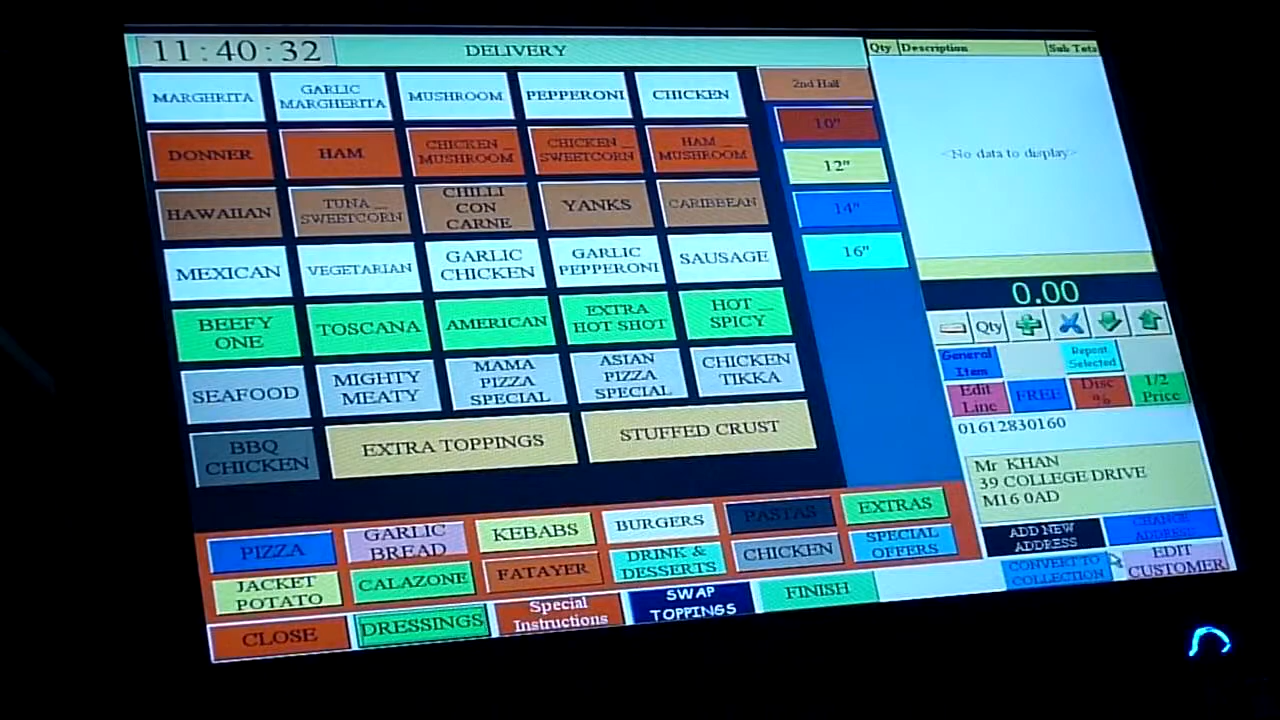 11:40:32
DELIVERY
Qty Description Sub Tota
MARGHRITA
GARLIC
MARGHERITA
MUSHROOM
PEPPERONI
CHICKEN
2nd Half
DONNER
HAM
CHICKEN _
MUSHROOM
CHICKEN _
SWEETCORN
HAM _
MUSHROOM
10"
<No data to display>
HAWAIIAN
TUNA _
SWEETCORN
CHILLI
CON
CARNE
YANKS
CARIBBEAN
12"
14"
MEXICAN
VEGETARIAN
GARLIC
CHICKEN
GARLIC
PEPPERONI
SAUSAGE
16"
0.00
BEEFY
ONE
TOSCANA
AMERICAN
EXTRA
HOT SHOT
HOT _
SPICY
Qty
General
Item
Repeat
Selected
SEAFOOD
MIGHTY
MEATY
MAMA
PIZZA
SPECIAL
ASIAN
PIZZA
SPECIAL
CHICKEN
TIKKA
Edit
Line
FREE
Disc
%
1/2
Price
01612830160
BBQ
CHICKEN
EXTRA TOPPINGS
STUFFED CRUST
Mr KHAN
39 COLLEGE DRIVE
M16 0AD
PIZZA
GARLIC
BREAD
KEBABS
BURGERS
PASTAS
EXTRAS
ADD NEW
ADDRESS
CHANGE
ADDRESS
JACKET
POTATO
CALAZONE
FATAYER
DRINK &
DESSERTS
CHICKEN
SPECIAL
OFFERS
CONVERT TO
COLLECTION
EDIT
CUSTOMER
CLOSE
DRESSINGS
Special
Instructions
SWAP
TOPPINGS
FINISH